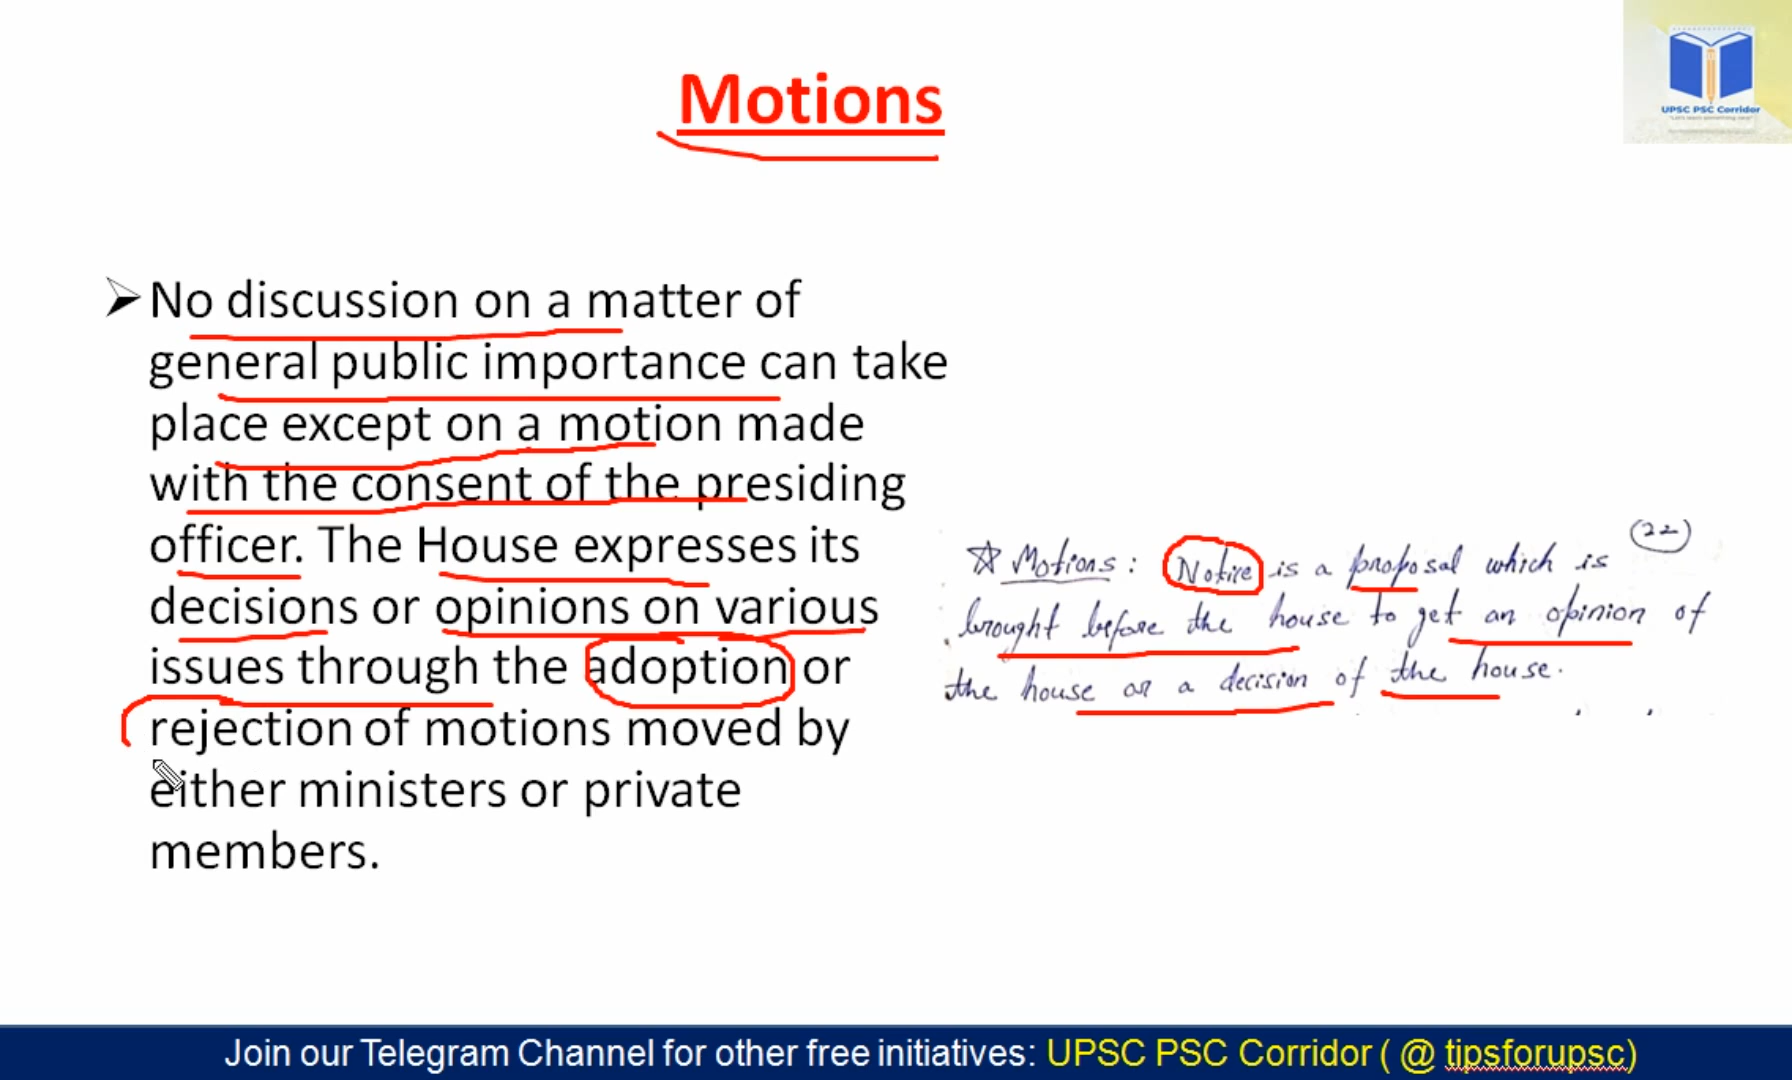 Motions
UPSC PSC Corridor
➢No discussion on a matter of
general public importance can take
place except on a motion made
with the consent of the presiding
officer. The House expresses its
decisions or opinions on various
issues through the adoption or
rejection of motions moved by
either ministers or private
members.
(22)
☆ Motions: Notice is a proposal which is
brought before the house to get an opinion of
the house or a decision of the house.
Join our Telegram Channel for other free initiatives: UPSC PSC Corridor ( @ tipsforupsc)